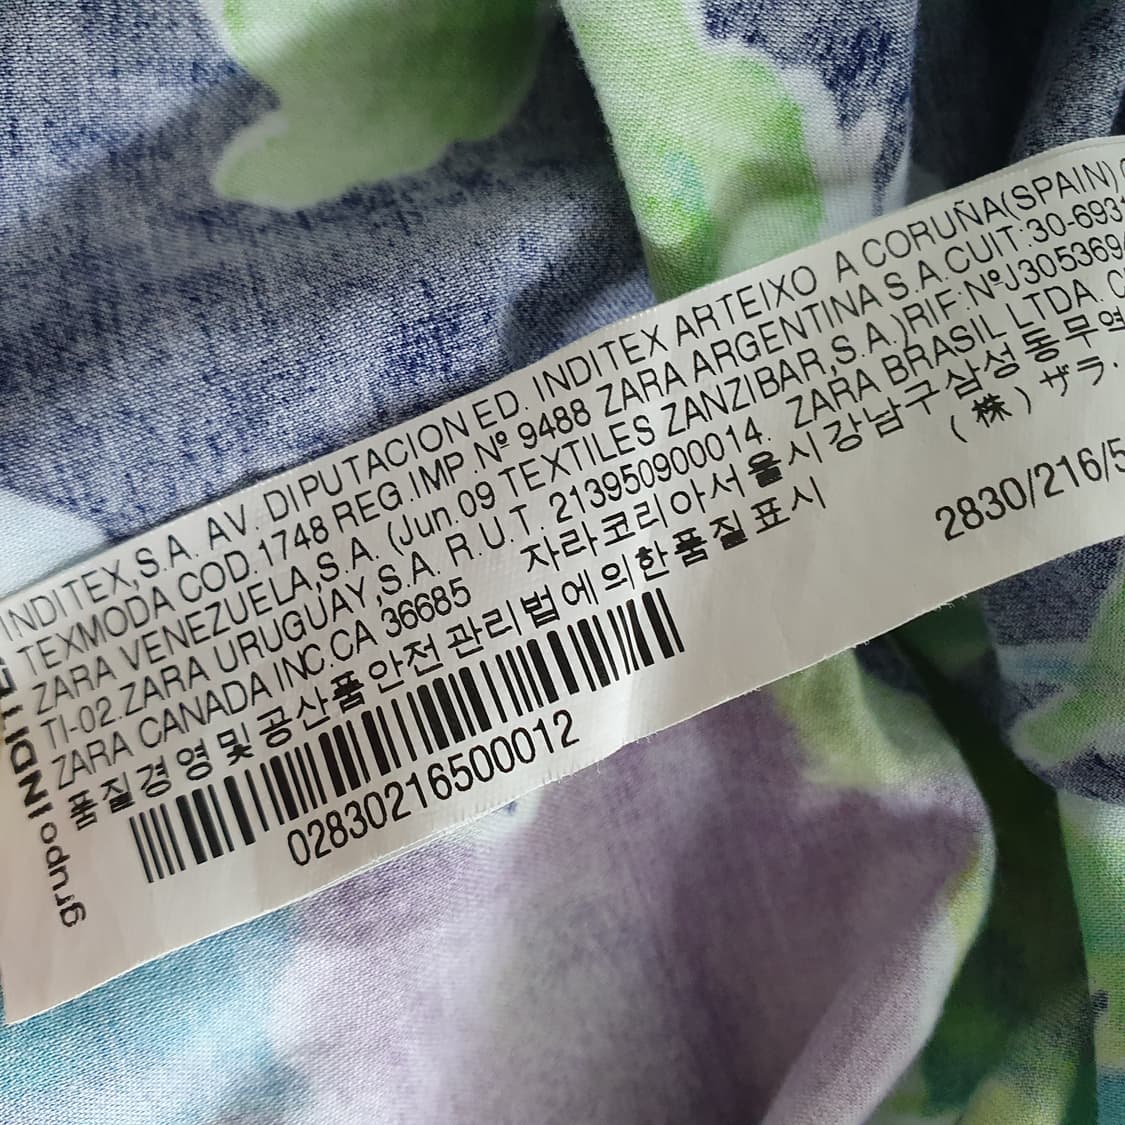 INDITEX,S.A. AV. DIPUTACION ED. INDITEX ARTEIXO A CORUÑA(SPAIN)
TEXMODA COD.1748 REG.IMP.Nº 9488 ZARA ARGENTINA S.A.CUIT:30-6931
ZARA VENEZUELA,S.A. (Jun.09 TEXTILES ZANZIBAR,S.A.)RIF:NºJ3053694
TI-02.ZARA URUGUAY,S.A. R.U.T. 213950900014. ZARA BRASIL LTDA.
ZARA CANADA INC.CA 36685 자라코리아서울시강남구삼성동무역
품질경영및공산품안전관리법에의한품질표시 (株)ザラ・
2830/216/5
02830216500012
grupo INDITEX